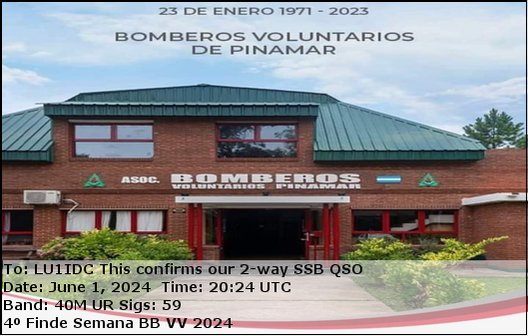 23 DE ENERO 1971 - 2023
BOMBEROS VOLUNTARIOS
DE PINAMAR
ASOC. BOMBEROS
VOLUNTARIOS PINAMAR
To: LU1IDC This confirms our 2-way SSB QSO
Date: June 1, 2024 Time: 20:24 UTC
Band: 40M UR Sigs: 59
4º Finde Semana BB VV 2024